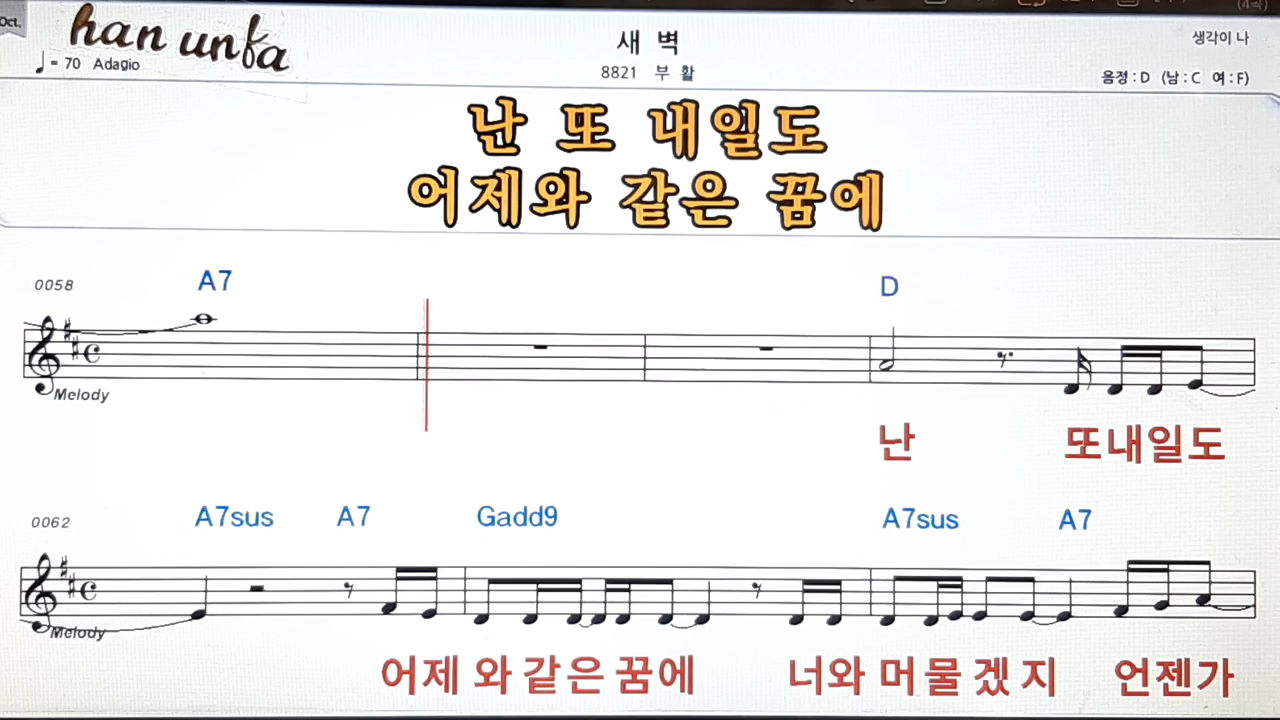 Oct.
han unfa
♩ = 70 Adagio
새 벽
8821 부 활
생각이 나
음정 : D (남 : C 여 : F)
난 또 내일도
어제와 같은 꿈에
0058
A7 D
Melody
난 또내일도
0062
A7sus A7 Gadd9 A7sus A7
Melody
어제 와 같은 꿈에 너와 머물겠지 언젠가